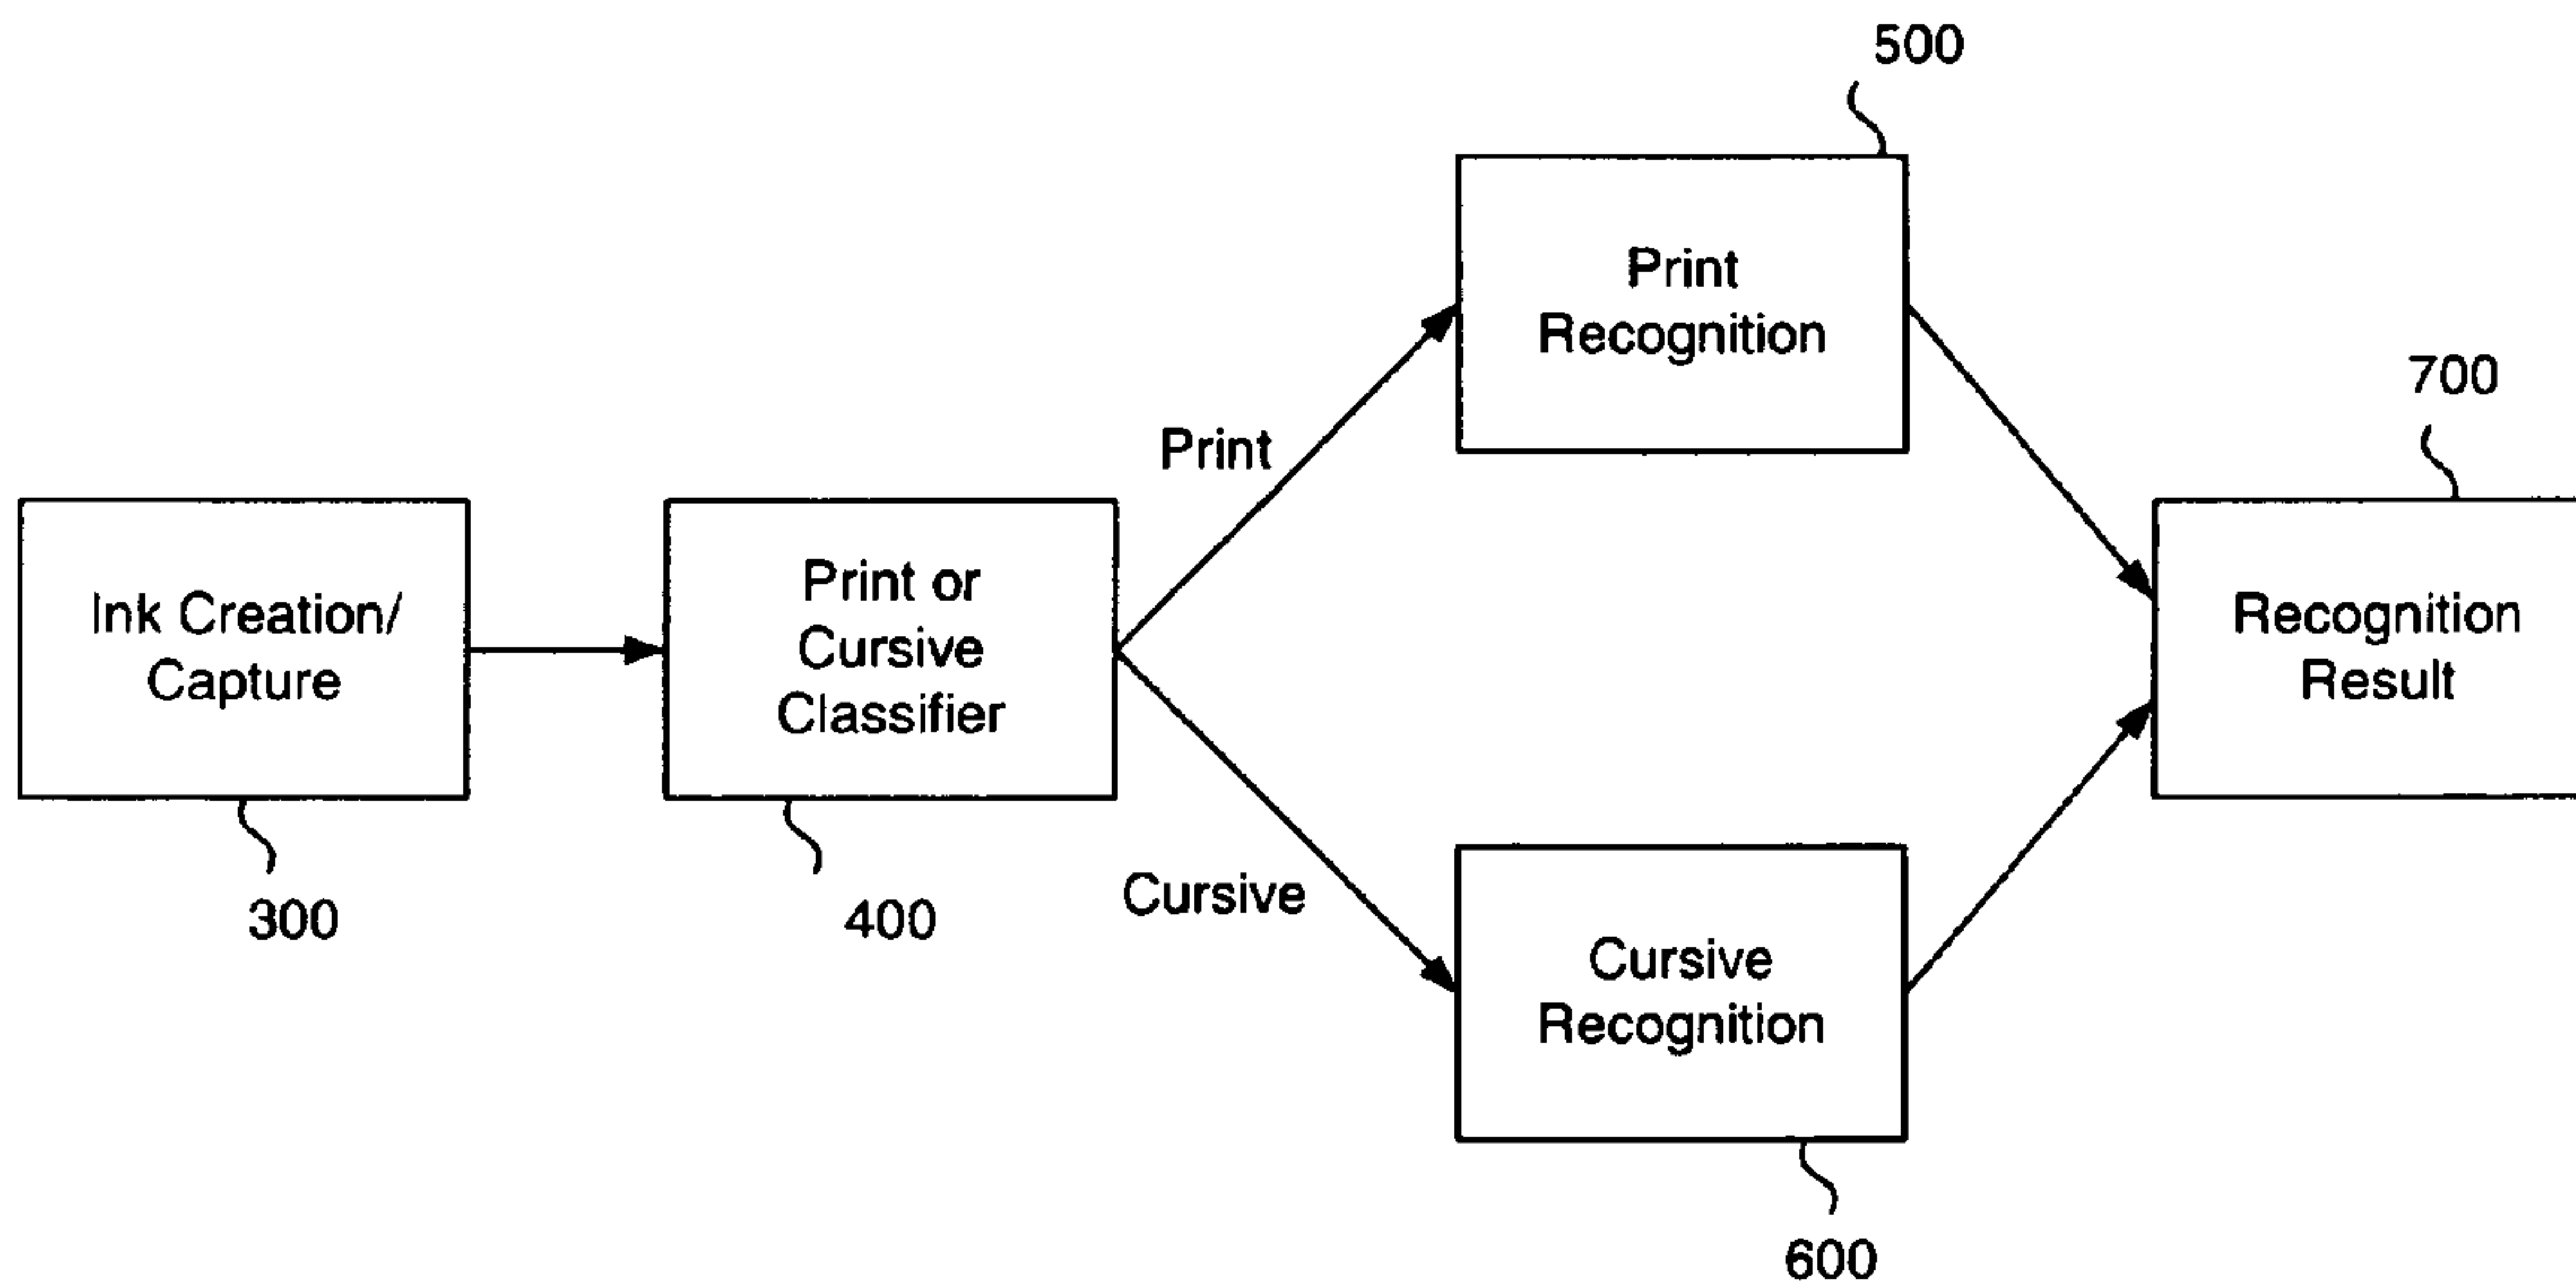 500
Print
Recognition
700
Print
Ink Creation/
Capture
Print or
Cursive
Classifier
Recognition
Result
300
400
Cursive
Cursive
Recognition
600